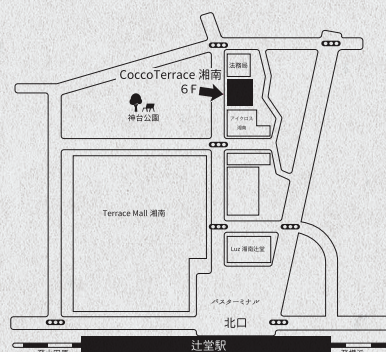 法務局
CoccoTerrace 湘南
6F
アイクロス
湘南
神台公園
Terrace Mall 湘南
Luz 湘南辻堂
バスターミナル
北口
辻堂駅